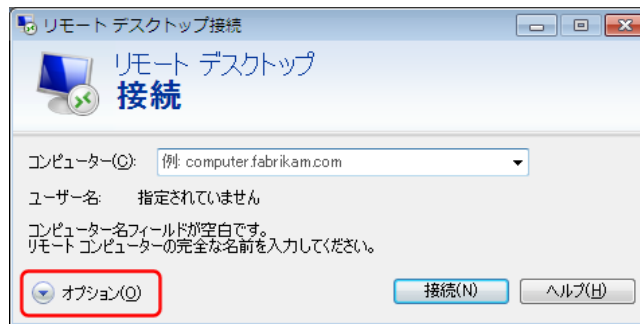 リモート デスクトップ接続
リモート デスクトップ
接続
コンピューター(C): 例: computer.fabrikam.com
ユーザー名: 指定されていません
コンピューター名フィールドが空白です。
リモート コンピューターの完全な名前を入力してください。
オプション(O) 接続(N) ヘルプ(H)